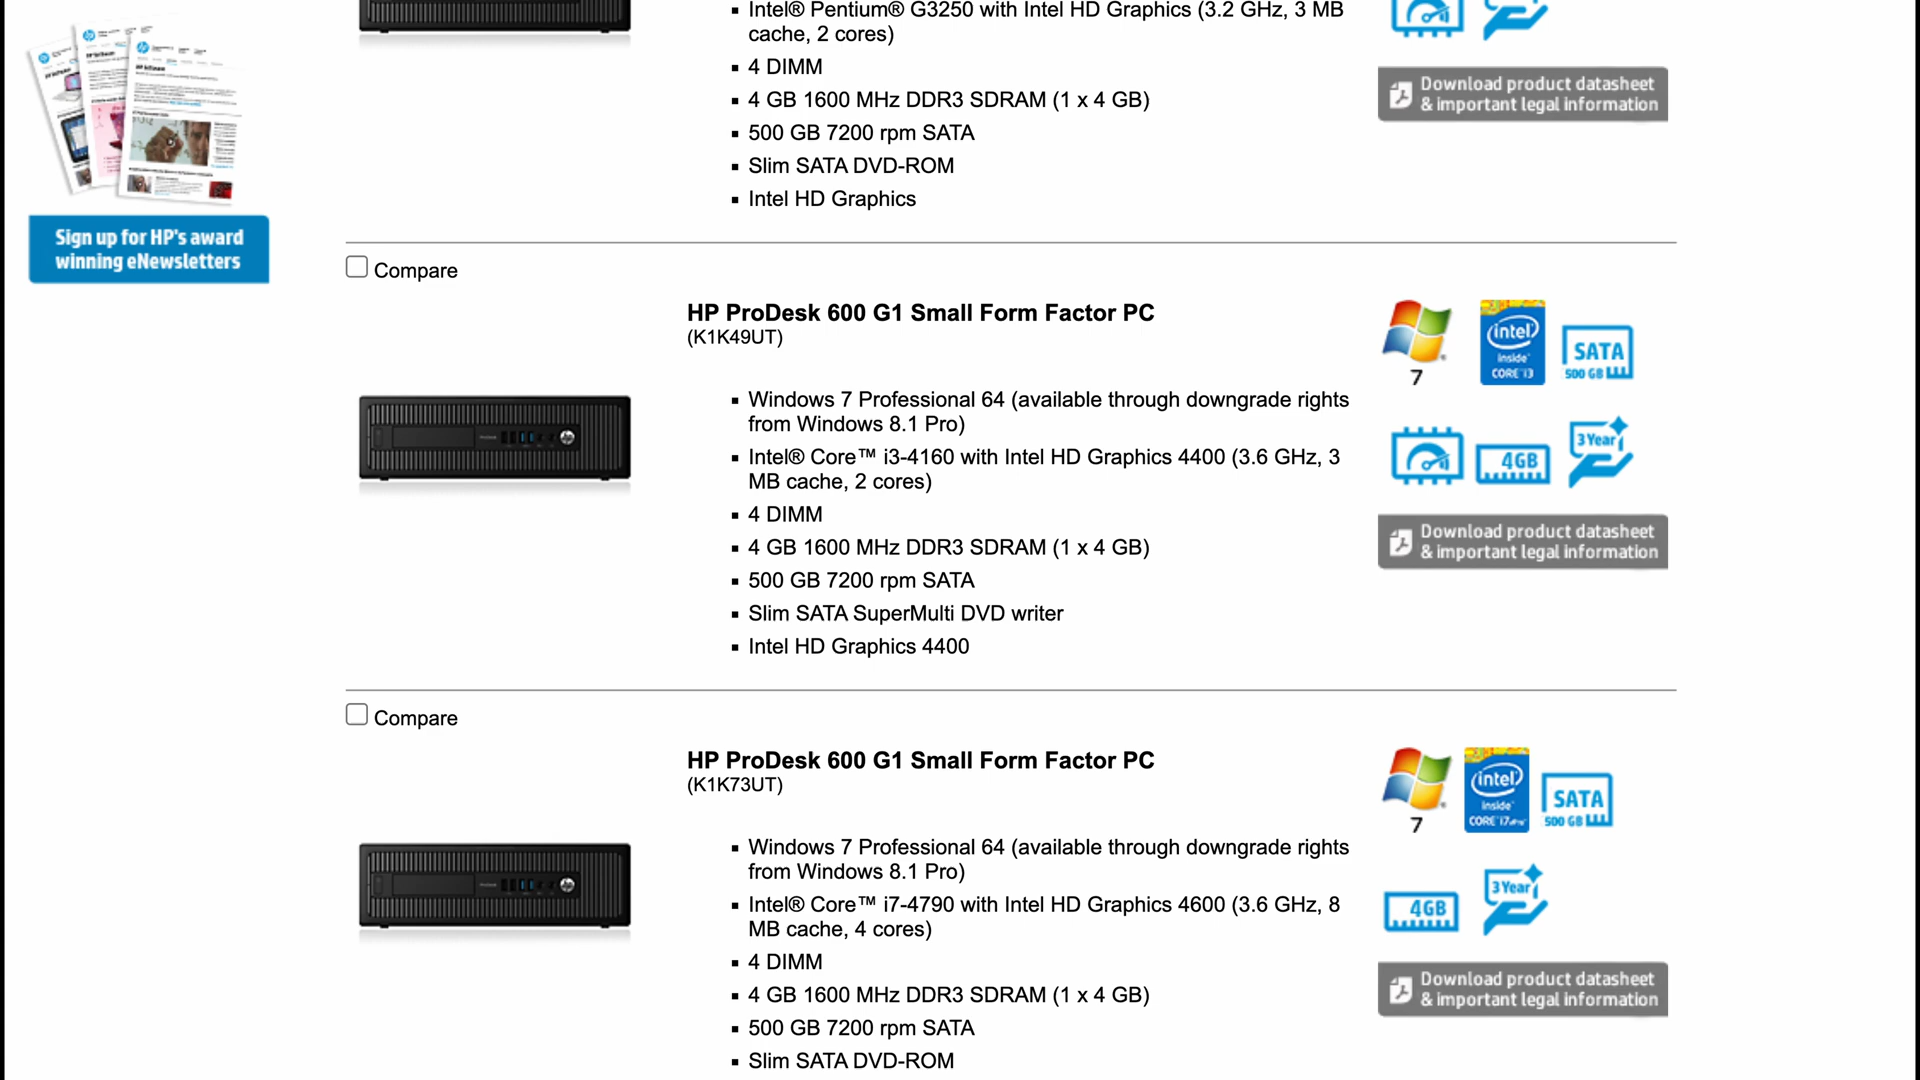 Intel® Pentium® G3250 with Intel HD Graphics (3.2 GHz, 3 MB
cache, 2 cores)
4 DIMM
4 GB 1600 MHz DDR3 SDRAM (1 x 4 GB)
500 GB 7200 rpm SATA
Slim SATA DVD-ROM
Intel HD Graphics
Download product datasheet
& important legal information
Sign up for HP's award
winning eNewsletters
Compare
HP ProDesk 600 G1 Small Form Factor PC
(K1K49UT)
Windows 7 Professional 64 (available through downgrade rights
from Windows 8.1 Pro)
Intel® Core™ i3-4160 with Intel HD Graphics 4400 (3.6 GHz, 3
MB cache, 2 cores)
4 DIMM
4 GB 1600 MHz DDR3 SDRAM (1 x 4 GB)
500 GB 7200 rpm SATA
Slim SATA SuperMulti DVD writer
Intel HD Graphics 4400
7
intel
inside™
CORE™ i3
SATA
500 GB
4GB
3 Year
Download product datasheet
& important legal information
Compare
HP ProDesk 600 G1 Small Form Factor PC
(K1K73UT)
Windows 7 Professional 64 (available through downgrade rights
from Windows 8.1 Pro)
Intel® Core™ i7-4790 with Intel HD Graphics 4600 (3.6 GHz, 8
MB cache, 4 cores)
4 DIMM
4 GB 1600 MHz DDR3 SDRAM (1 x 4 GB)
500 GB 7200 rpm SATA
Slim SATA DVD-ROM
7
intel
inside™
CORE™ i7 vPro™
SATA
500 GB
4GB
3 Year
Download product datasheet
& important legal information